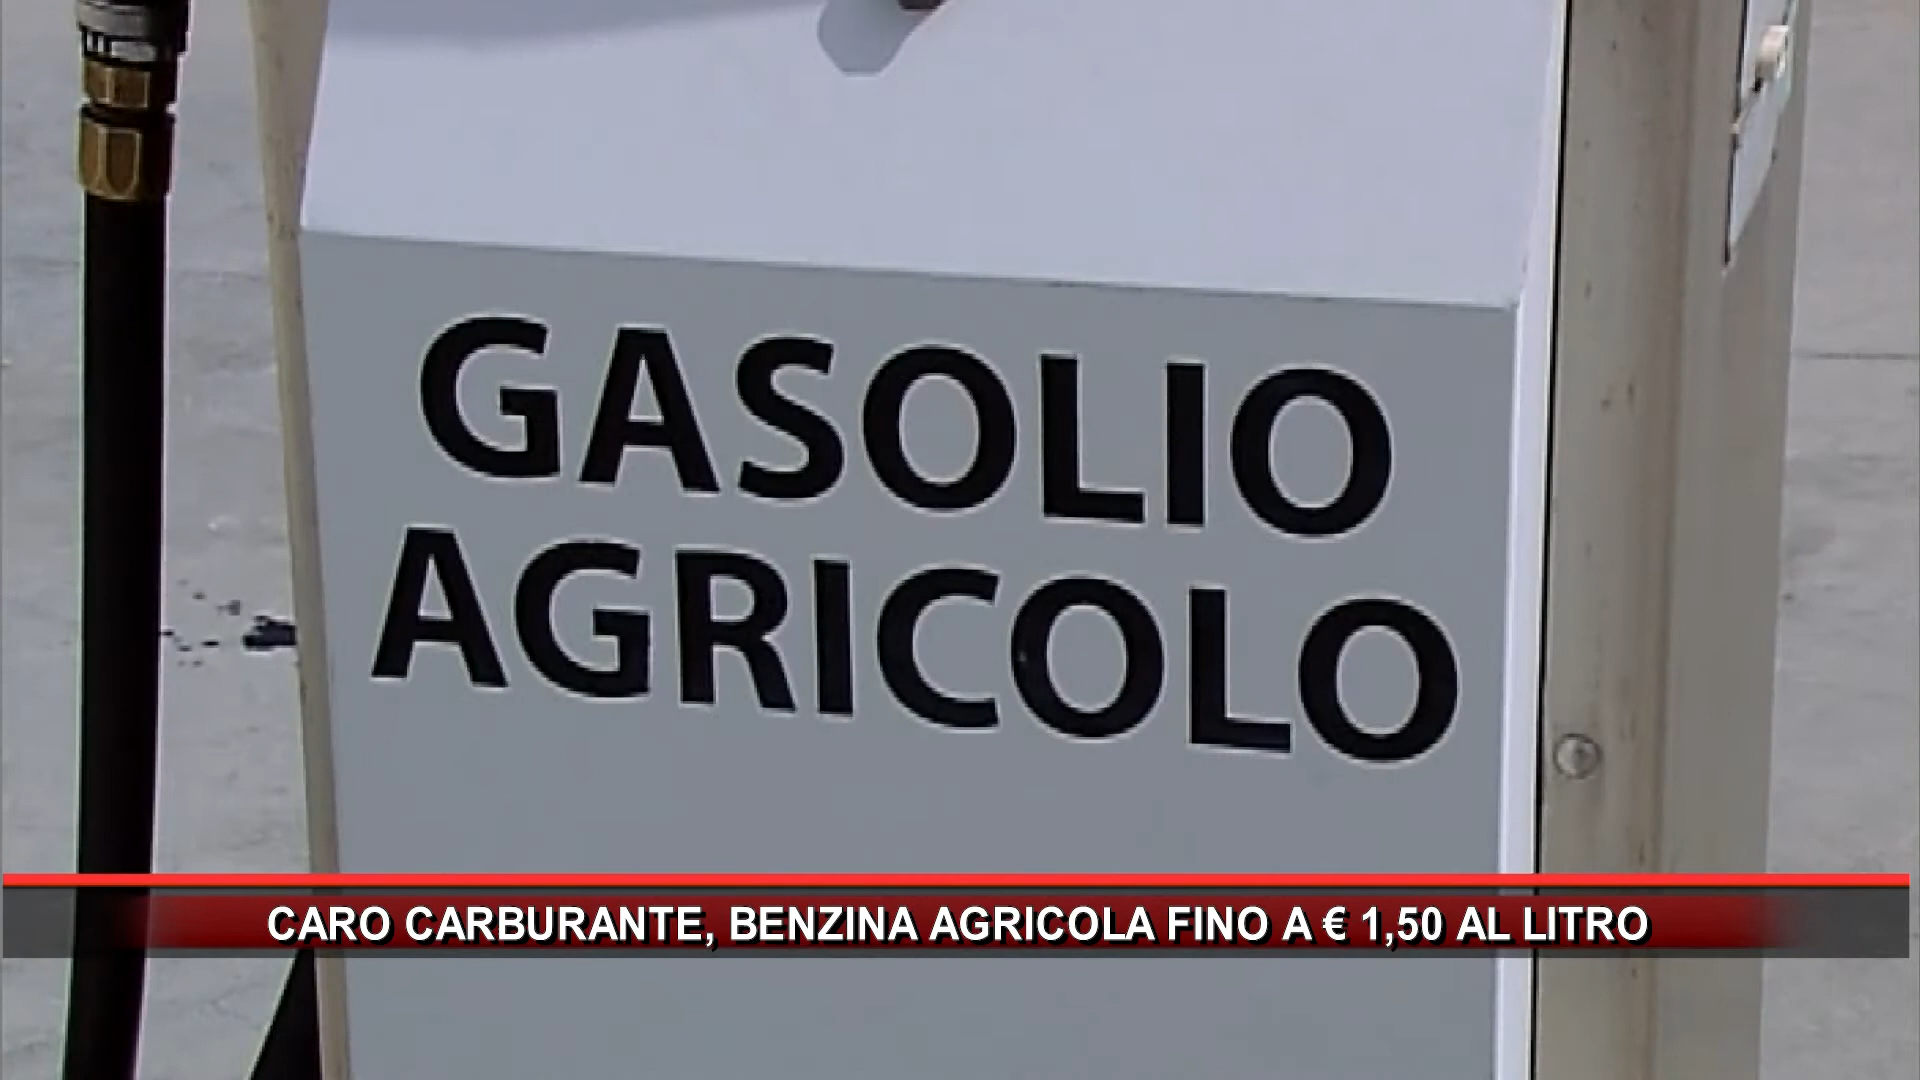 GASOLIO
AGRICOLO
CARO CARBURANTE, BENZINA AGRICOLA FINO A € 1,50 AL LITRO